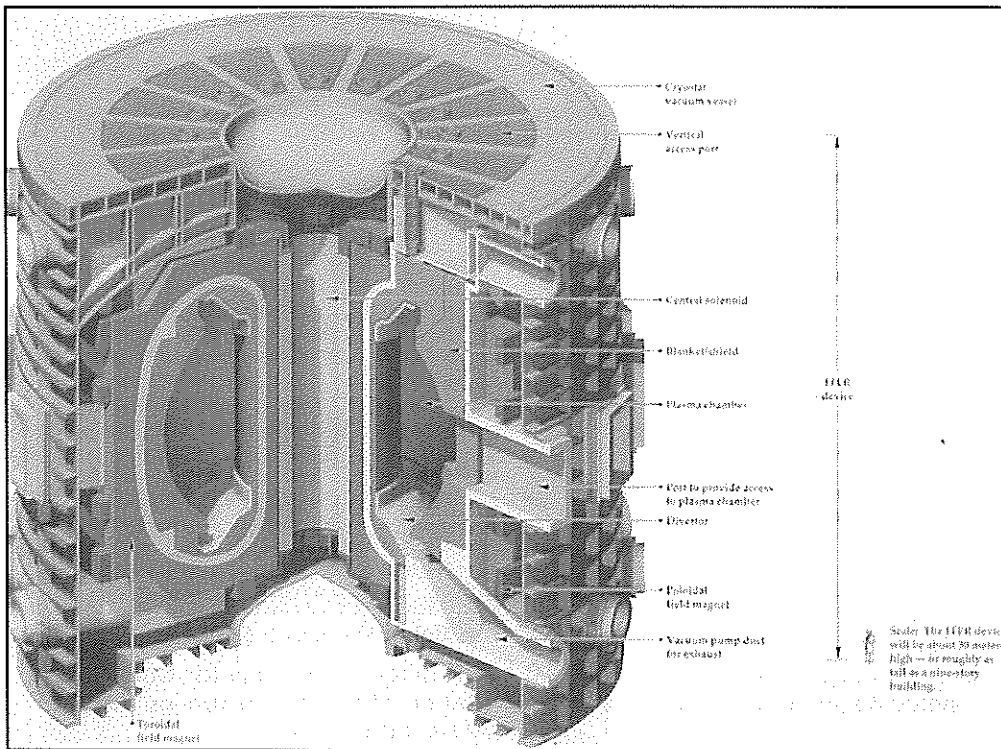 Cryostat
vacuum vessel
Vertical
access port
Central solenoid
Blanket/shield
Plasma chamber
ITER
device
Port to provide access
to plasma chamber
Divertor
Poloidal
field magnet
Vacuum pump duct
for exhaust
Scale: The ITER device
will be about 30 meters
high — or roughly as
tall as a nine-story
building.
Toroidal
field magnet